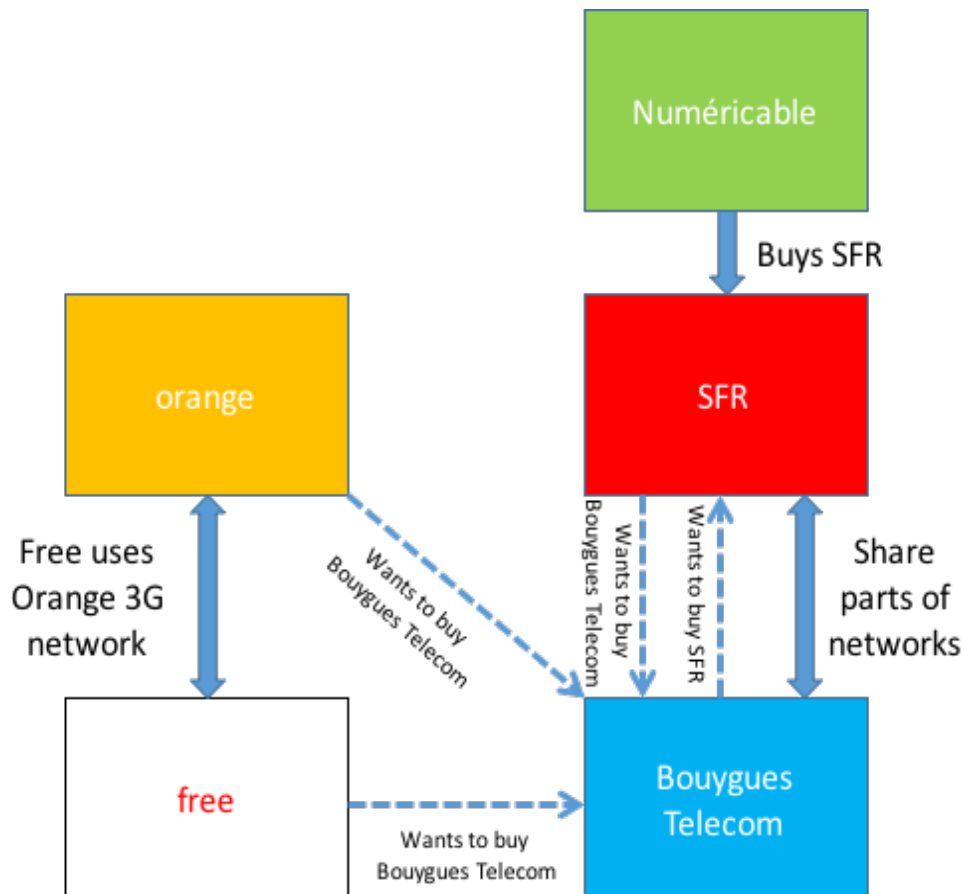 Numéricable
Buys SFR
orange
SFR
Free uses
Orange 3G
network
Wants to buy
Bouygues Telecom
Wants to buy
Bouygues Telecom
Wants to buy SFR
Share
parts of
networks
free
Wants to buy
Bouygues Telecom
Bouygues
Telecom